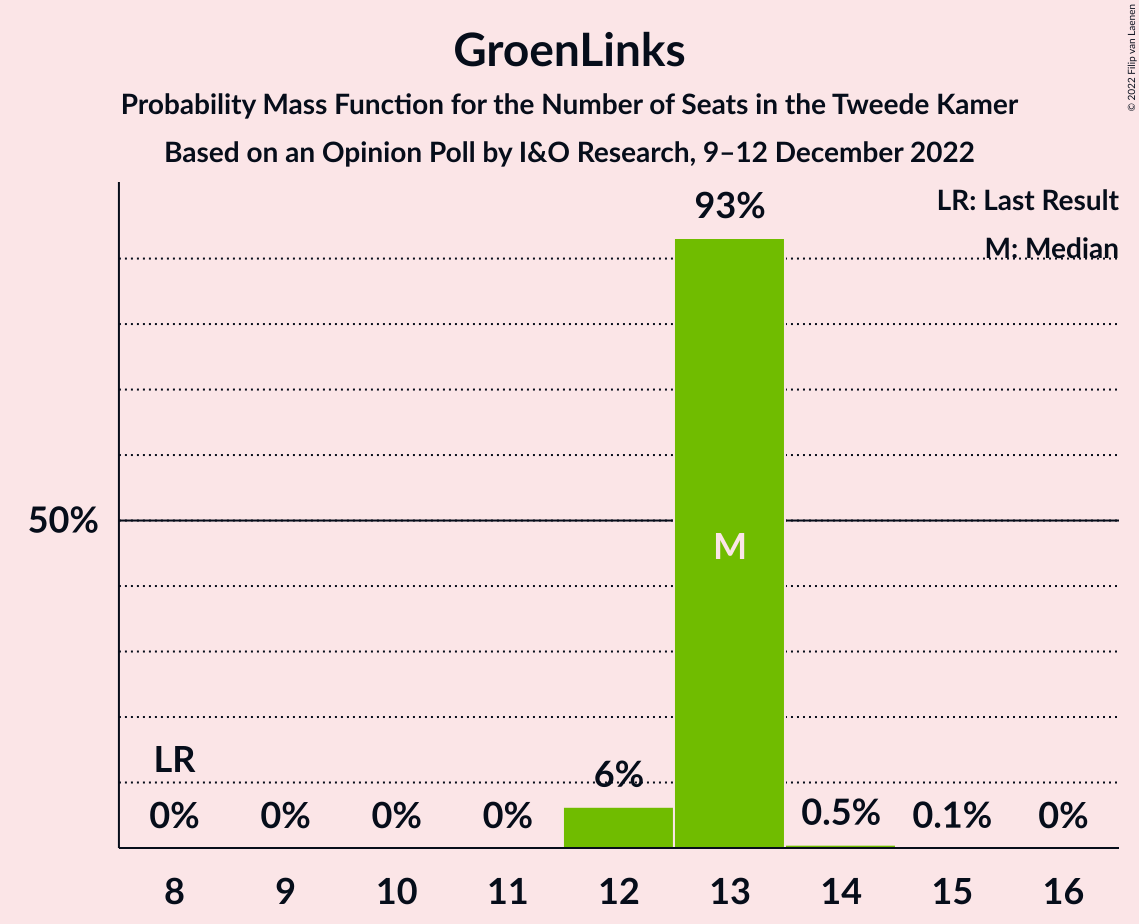 GroenLinks
Probability Mass Function for the Number of Seats in the Tweede Kamer
Based on an Opinion Poll by I&O Research, 9–12 December 2022
© 2022 Filip van Laenen
LR: Last Result
M: Median
93%
50%
M
LR
0%
0%
0%
0%
6%
0.5%
0.1%
0%
8
9
10
11
12
13
14
15
16